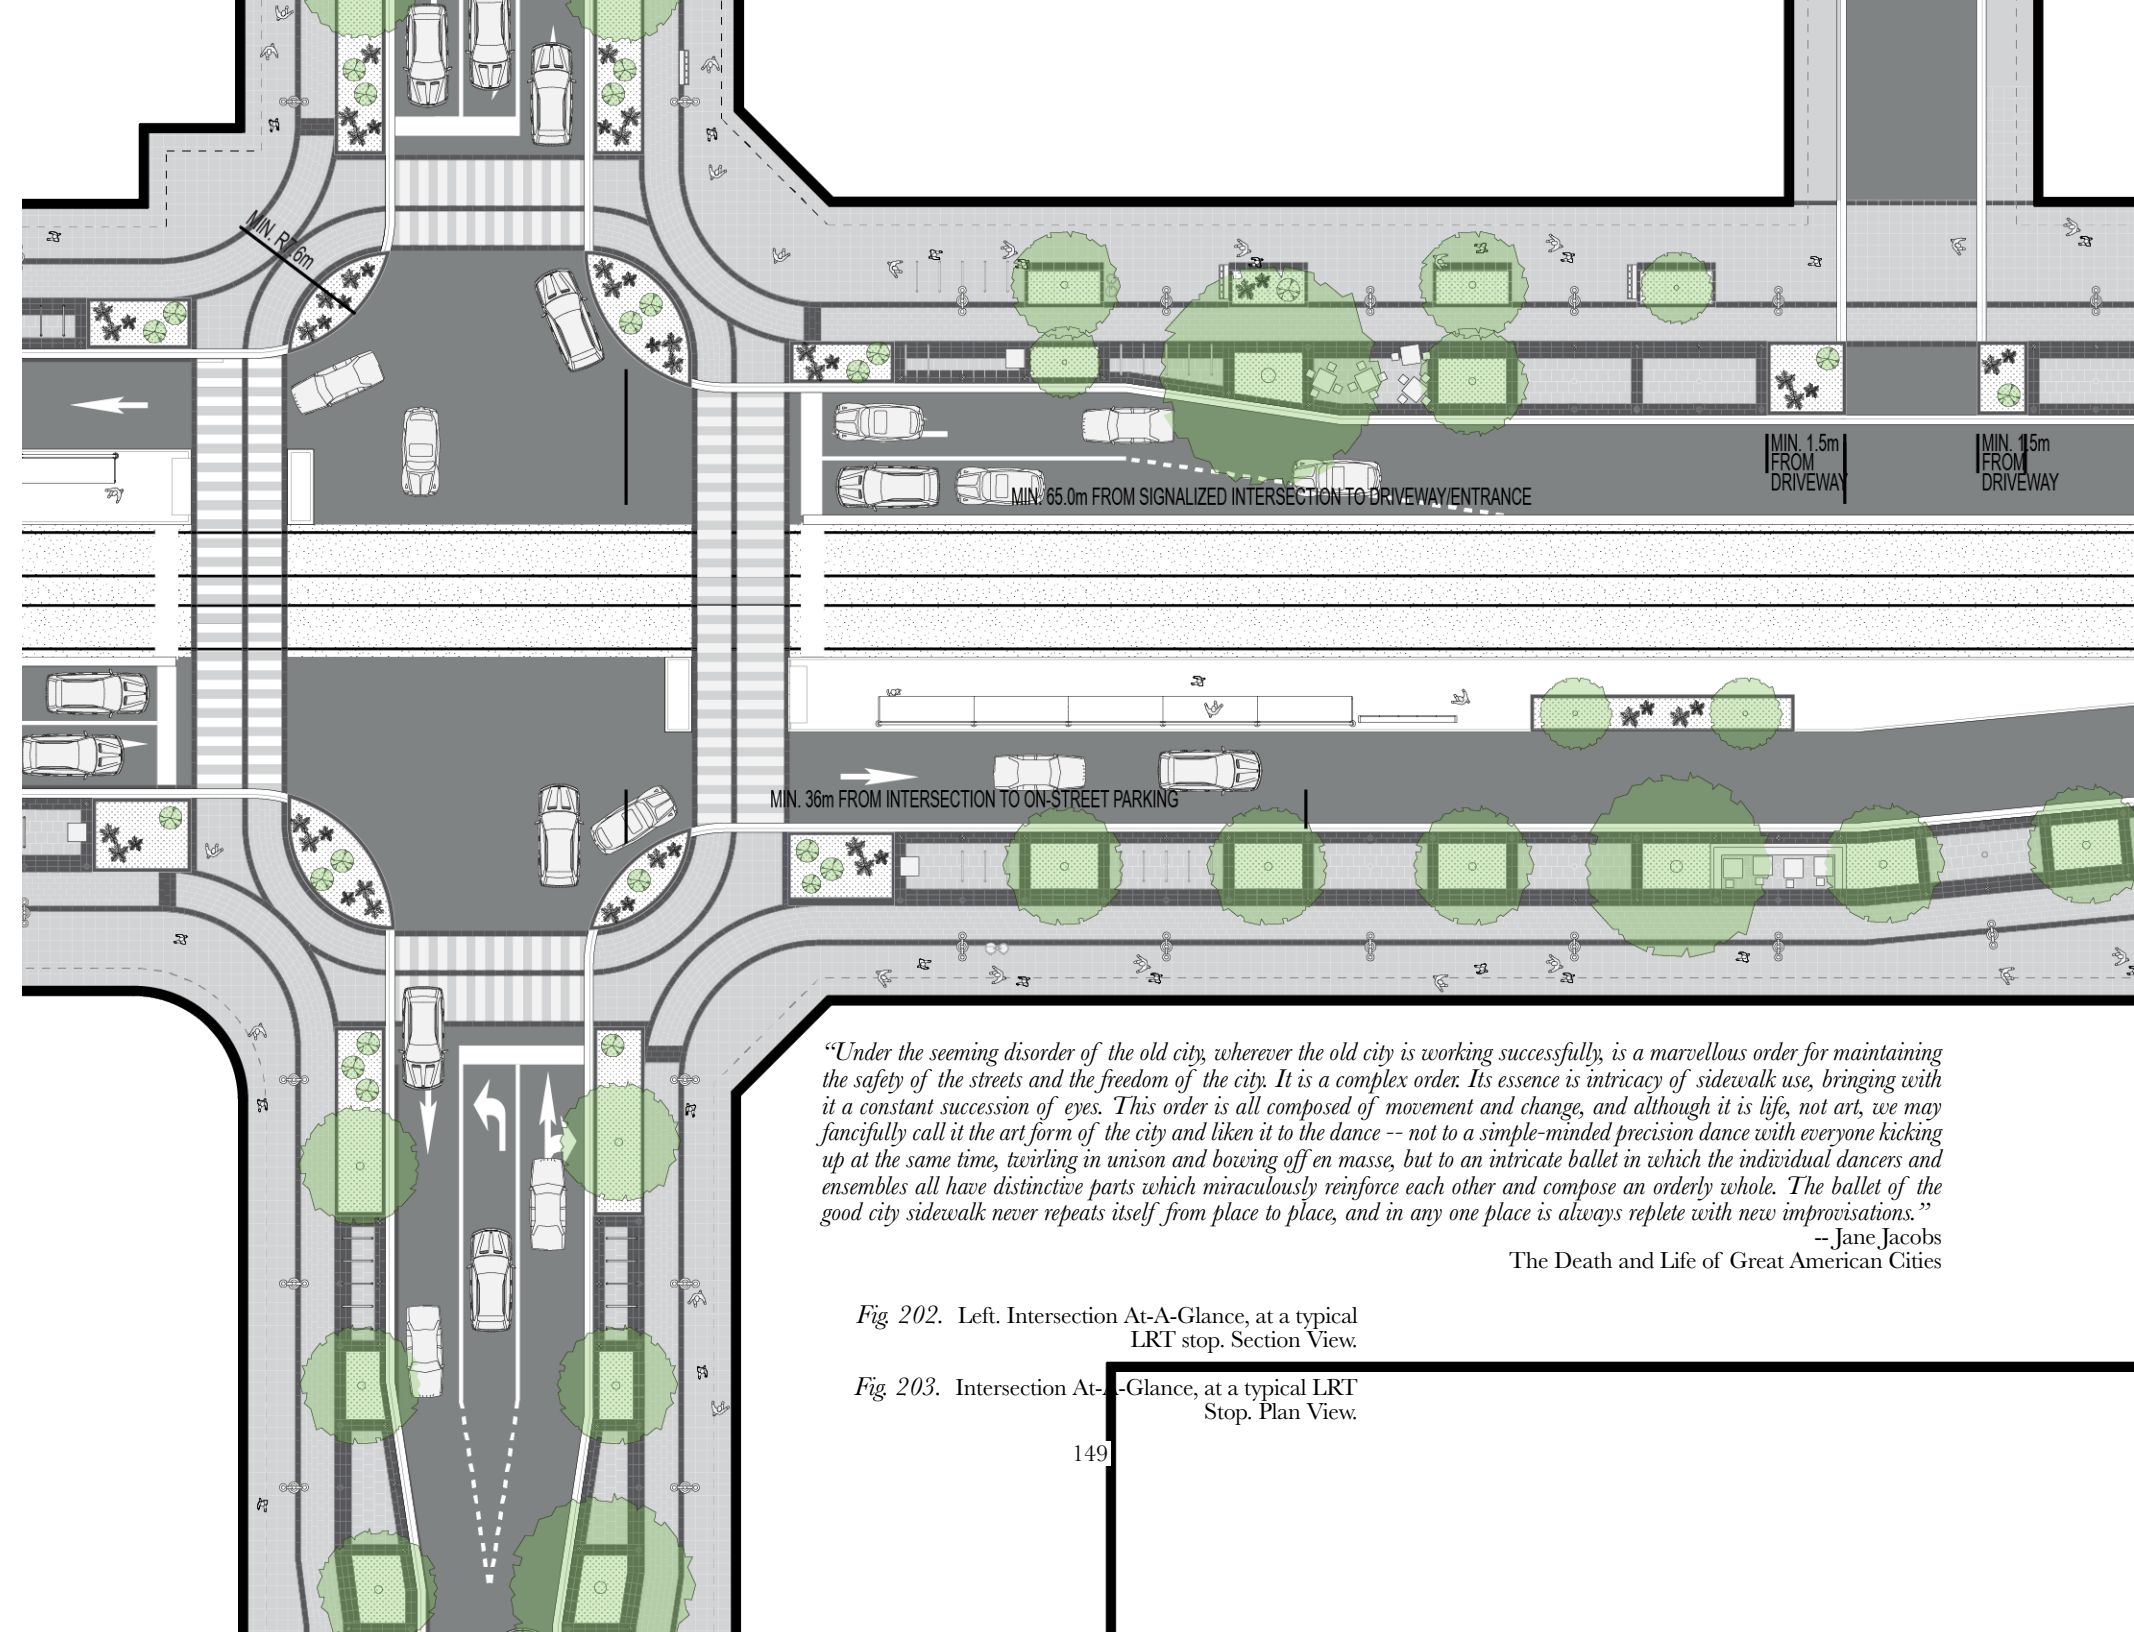 MIN. R7.6m
MIN. 1.5m
FROM
DRIVEWAY
MIN. 1.5m
FROM
DRIVEWAY
MIN. 65.0m FROM SIGNALIZED INTERSECTION TO DRIVEWAY/ENTRANCE
MIN. 36m FROM INTERSECTION TO ON-STREET PARKING
“Under the seeming disorder of the old city, wherever the old city is working successfully, is a marvellous order for maintaining
the safety of the streets and the freedom of the city. It is a complex order. Its essence is intricacy of sidewalk use, bringing with
it a constant succession of eyes. This order is all composed of movement and change, and although it is life, not art, we may
fancifully call it the art form of the city and liken it to the dance -- not to a simple-minded precision dance with everyone kicking
up at the same time, twirling in unison and bowing off en masse, but to an intricate ballet in which the individual dancers and
ensembles all have distinctive parts which miraculously reinforce each other and compose an orderly whole. The ballet of the
good city sidewalk never repeats itself from place to place, and in any one place is always replete with new improvisations.”
-- Jane Jacobs
The Death and Life of Great American Cities
Fig. 202. Left. Intersection At-A-Glance, at a typical
LRT stop. Section View.
Fig. 203. Intersection At-A-Glance, at a typical LRT
Stop. Plan View.
149